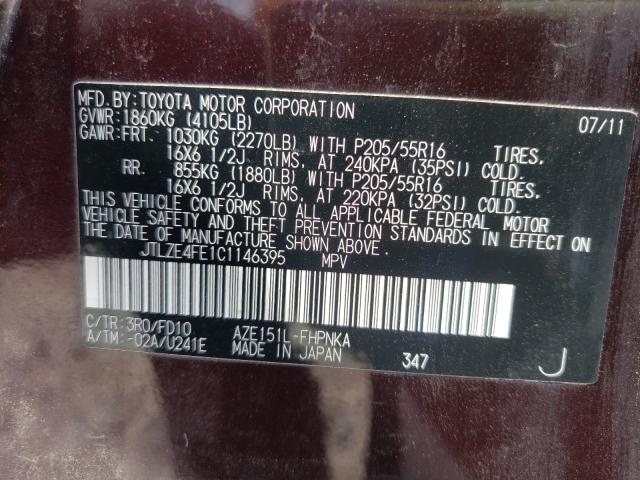 MFD. BY: TOYOTA MOTOR CORPORATION 07/11
GVWR: 1860KG (4105LB)
GAWR: FRT. 1030KG (2270LB) WITH P205/55R16 TIRES,
16X6 1/2J RIMS, AT 240KPA (35PSI) COLD.
RR. 855KG (1880LB) WITH P205/55R16 TIRES,
16X6 1/2J RIMS, AT 220KPA (32PSI) COLD.
THIS VEHICLE CONFORMS TO ALL APPLICABLE FEDERAL MOTOR
VEHICLE SAFETY AND THEFT PREVENTION STANDARDS IN EFFECT ON
THE DATE OF MANUFACTURE SHOWN ABOVE.
JTLZE4FE1C1146395 MPV
C/TR: 3R0/FD10 AZE151L-FHPNKA
A/TM: -02A/U241E MADE IN JAPAN 347 J